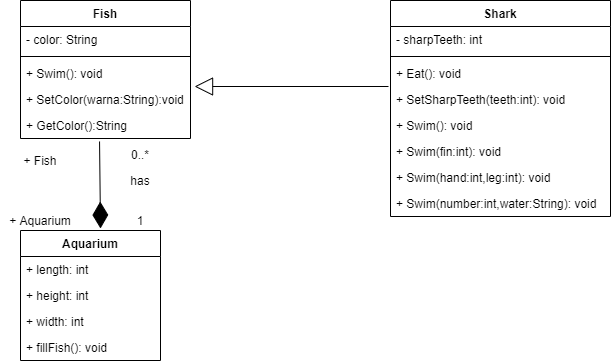 Fish
- color: String
+ Swim(): void
+ SetColor(warna:String):void
+ GetColor():String
Shark
- sharpTeeth: int
+ Eat(): void
+ SetSharpTeeth(teeth:int): void
+ Swim(): void
+ Swim(fin:int): void
+ Swim(hand:int,leg:int): void
+ Swim(number:int,water:String): void
+ Fish
0..*
has
+ Aquarium
1
Aquarium
+ length: int
+ height: int
+ width: int
+ fillFish(): void